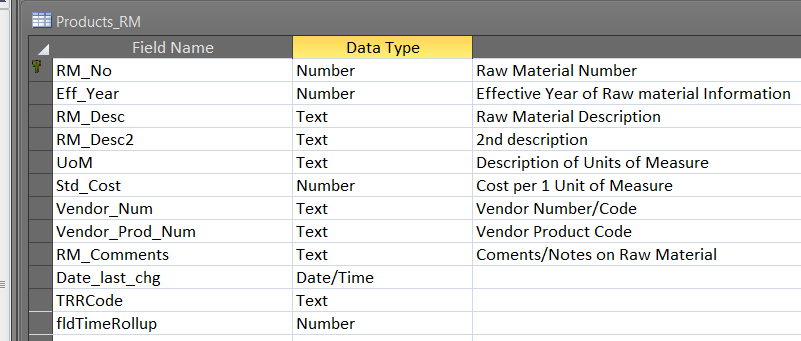 Products_RM
Field Name Data Type
RM_No Number Raw Material Number
Eff_Year Number Effective Year of Raw material Information
RM_Desc Text Raw Material Description
RM_Desc2 Text 2nd description
UoM Text Description of Units of Measure
Std_Cost Number Cost per 1 Unit of Measure
Vendor_Num Text Vendor Number/Code
Vendor_Prod_Num Text Vendor Product Code
RM_Comments Text Coments/Notes on Raw Material
Date_last_chg Date/Time
TRRCode Text
fldTimeRollup Number